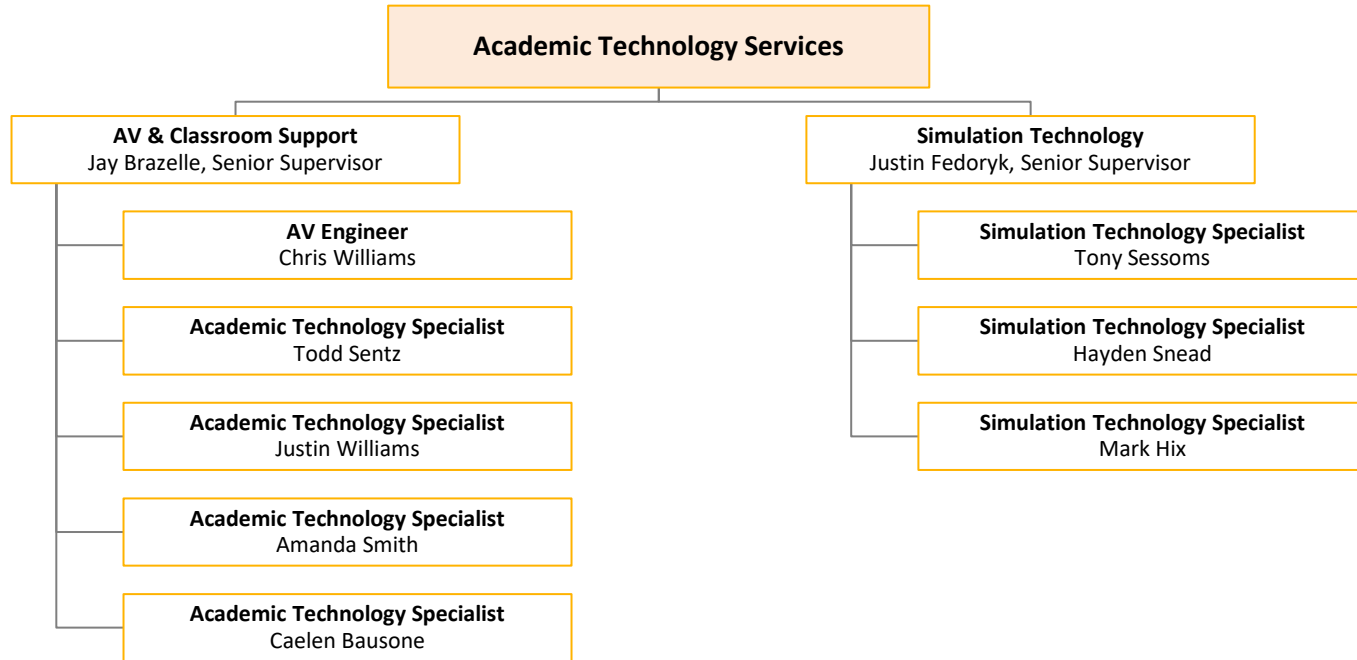 Academic Technology Services
AV & Classroom Support
Jay Brazelle, Senior Supervisor
AV Engineer
Chris Williams
Academic Technology Specialist
Todd Sentz
Academic Technology Specialist
Justin Williams
Academic Technology Specialist
Amanda Smith
Academic Technology Specialist
Caelen Bausone
Simulation Technology
Justin Fedoryk, Senior Supervisor
Simulation Technology Specialist
Tony Sessoms
Simulation Technology Specialist
Hayden Snead
Simulation Technology Specialist
Mark Hix